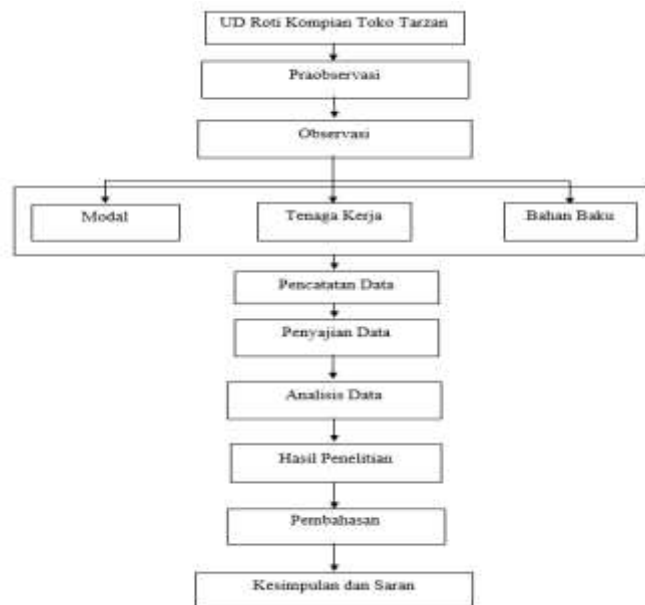 UD Roti Kompian Toko Tarzan
Praobservasi
Observasi
Modal
Tenaga Kerja
Bahan Baku
Pencatatan Data
Penyajian Data
Analisis Data
Hasil Penelitian
Pembahasan
Kesimpulan dan Saran